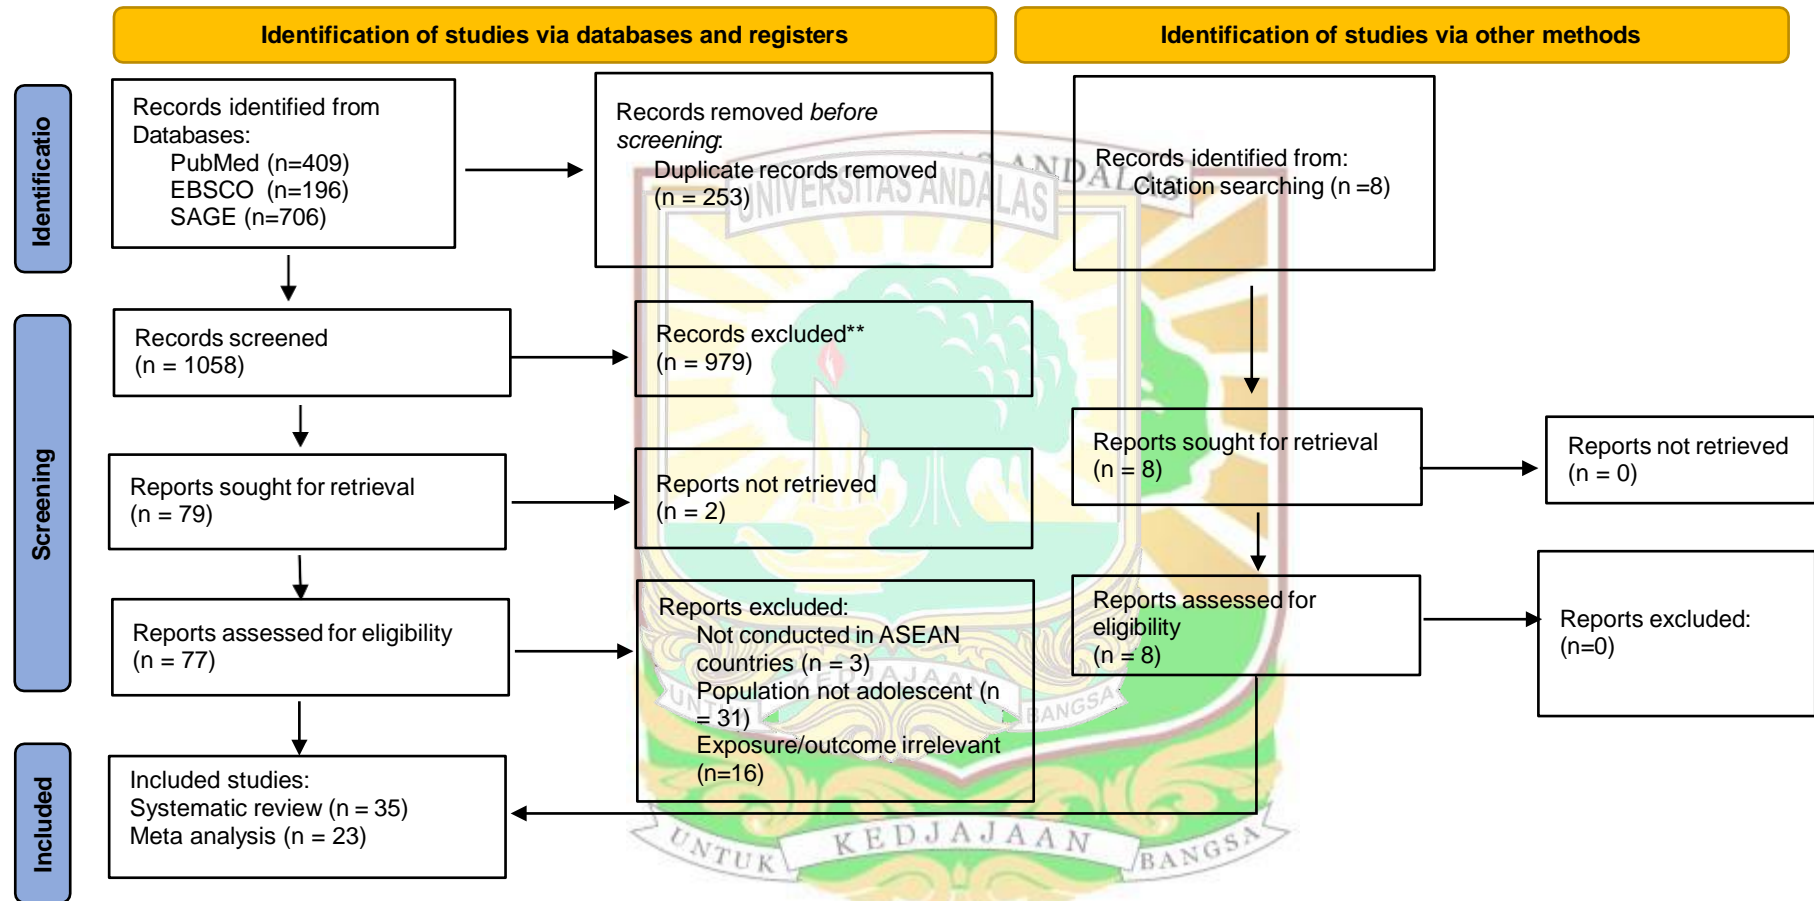 Identification of studies via databases and registers
Identification of studies via other methods
Identificatio
Records identified from
Databases:
PubMed (n=409)
EBSCO (n=196)
SAGE (n=706)
Records removed before
screening:
Duplicate records removed
(n = 253)
Records identified from:
Citation searching (n =8)
UNIVERSITAS ANDALAS
ANDALAS
Screening
Records screened
(n = 1058)
Records excluded**
(n = 979)
Reports sought for retrieval
(n = 79)
Reports not retrieved
(n = 2)
Reports sought for retrieval
(n = 8)
Reports not retrieved
(n = 0)
Reports assessed for eligibility
(n = 77)
Reports excluded:
Not conducted in ASEAN
countries (n = 3)
Population not adolescent (n
= 31)
Exposure/outcome irrelevant
(n=16)
Reports assessed for
eligibility
(n = 8)
Reports excluded:
(n=0)
UNTUK KEDJAJAAN BANGSA
Included
Included studies:
Systematic review (n = 35)
Meta analysis (n = 23)
UNTUK KEDJAJAAN BANGSA